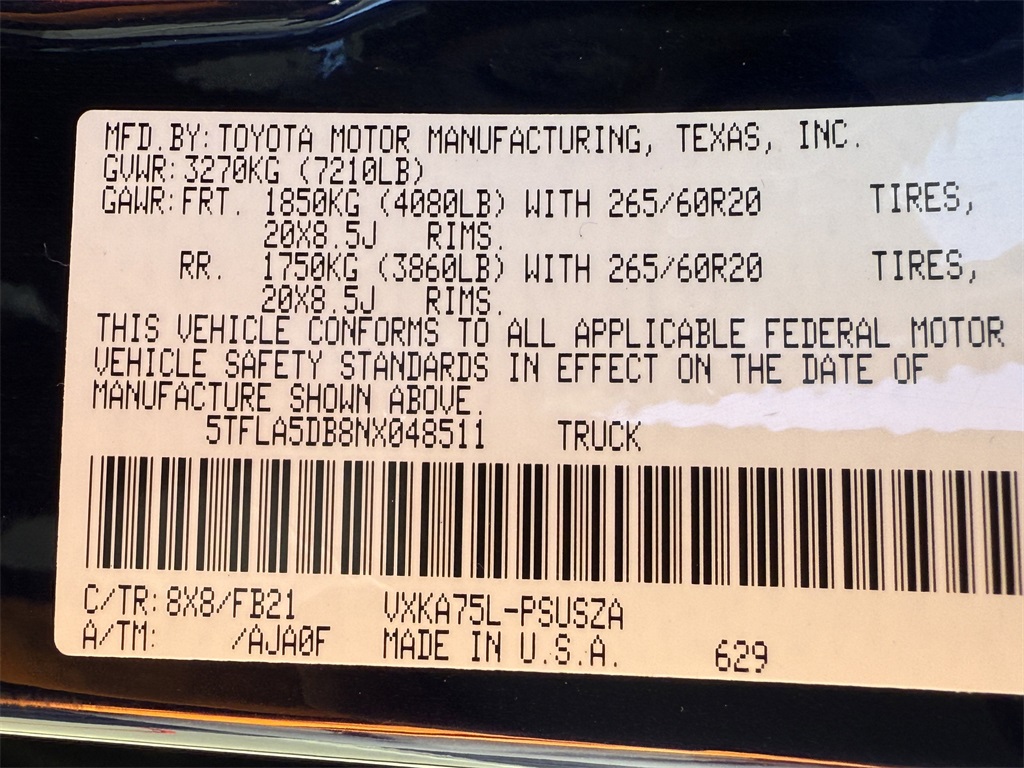 MFD.BY: TOYOTA MOTOR MANUFACTURING, TEXAS, INC.
GVWR: 3270KG (7210LB)
GAWR: FRT. 1850KG (4080LB) WITH 265/60R20 TIRES,
20X8.5J RIMS.
RR. 1750KG (3860LB) WITH 265/60R20 TIRES,
20X8.5J RIMS.
THIS VEHICLE CONFORMS TO ALL APPLICABLE FEDERAL MOTOR
VEHICLE SAFETY STANDARDS IN EFFECT ON THE DATE OF
MANUFACTURE SHOWN ABOVE.
5TFLA5DB8NX048511 TRUCK
C/TR: 8X8/FB21 VXKA75L-PSUSZA
A/TM: /AJA0F MADE IN U.S.A. 629